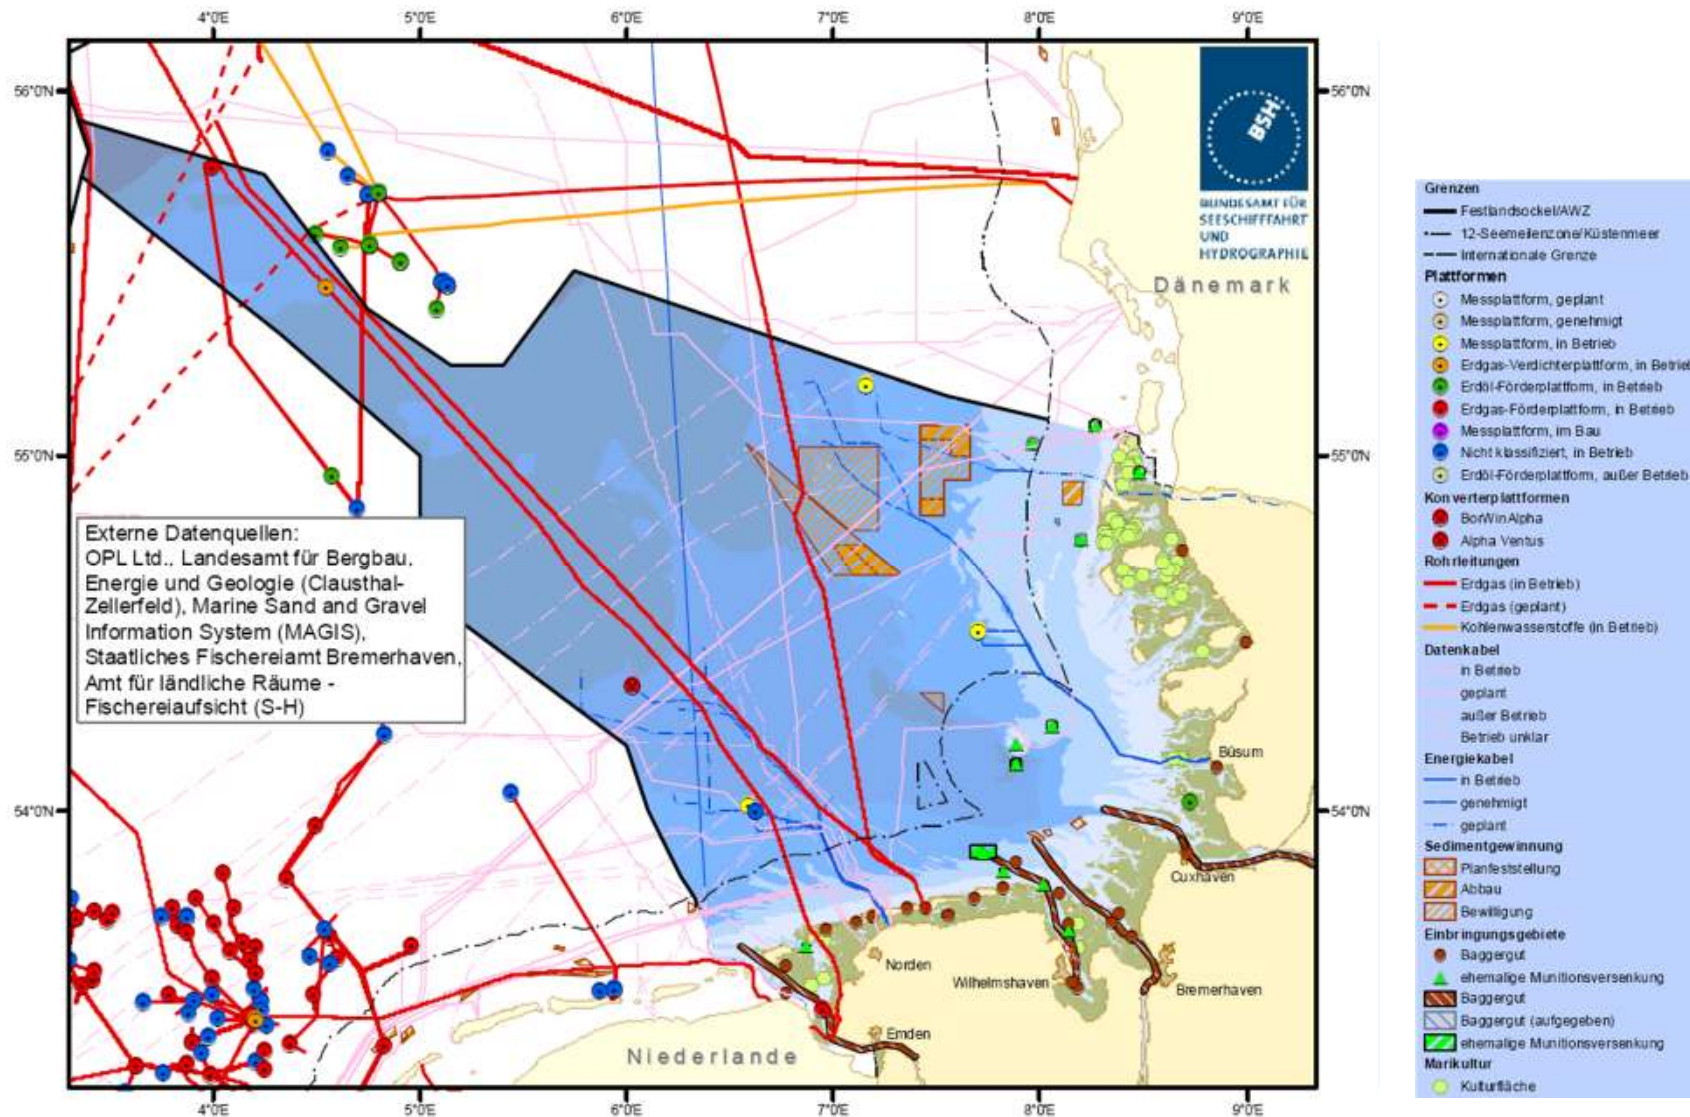 4°0'E 5°0'E 6°0'E 7°0'E 8°0'E 9°0'E
56°0'N 56°0'N
BSH
BUNDESAMT FÜR
SEESCHIFFFAHRT
UND
HYDROGRAPHIE
Dänemark
55°0'N 55°0'N
Externe Datenquellen:
OPL Ltd., Landesamt für Bergbau,
Energie und Geologie (Clausthal-
Zellerfeld), Marine Sand and Gravel
Information System (MAGIS),
Staatliches Fischereiamt Bremerhaven,
Amt für ländliche Räume -
Fischereiaufsicht (S-H)
Büsum
54°0'N 54°0'N
Cuxhaven
Norden
Wilhelmshaven
Bremerhaven
Emden
Niederlande
4°0'E 5°0'E 6°0'E 7°0'E 8°0'E 9°0'E
Grenzen
Festlandsockel/AWZ
12-Seemeilenzone/Küstenmeer
Internationale Grenze
Plattformen
Messplattform, geplant
Messplattform, genehmigt
Messplattform, in Betrieb
Erdgas-Verdichterplattform, in Betrieb
Erdöl-Förderplattform, in Betrieb
Erdgas-Förderplattform, in Betrieb
Messplattform, im Bau
Nicht klassifiziert, in Betrieb
Erdöl-Förderplattform, außer Betrieb
Konverterplattformen
BorWinAlpha
Alpha Ventus
Rohrleitungen
Erdgas (in Betrieb)
Erdgas (geplant)
Kohlenwasserstoffe (in Betrieb)
Datenkabel
in Betrieb
geplant
außer Betrieb
Betrieb unklar
Energiekabel
in Betrieb
genehmigt
geplant
Sedimentgewinnung
Planfeststellung
Abbau
Bewilligung
Einbringungsgebiete
Baggergut
ehemalige Munitionsversenkung
Baggergut
Baggergut (aufgegeben)
ehemalige Munitionsversenkung
Marikultur
Kulturfläche